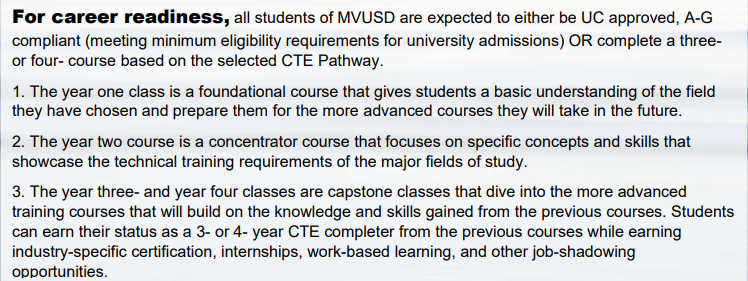 For career readiness, all students of MVUSD are expected to either be UC approved, A-G
compliant (meeting minimum eligibility requirements for university admissions) OR complete a three-
or four- course based on the selected CTE Pathway.
1. The year one class is a foundational course that gives students a basic understanding of the field
they have chosen and prepare them for the more advanced courses they will take in the future.
2. The year two course is a concentrator course that focuses on specific concepts and skills that
showcase the technical training requirements of the major fields of study.
3. The year three- and year four classes are capstone classes that dive into the more advanced
training courses that will build on the knowledge and skills gained from the previous courses. Students
can earn their status as a 3- or 4- year CTE completer from the previous courses while earning
industry-specific certification, internships, work-based learning, and other job-shadowing
opportunities.